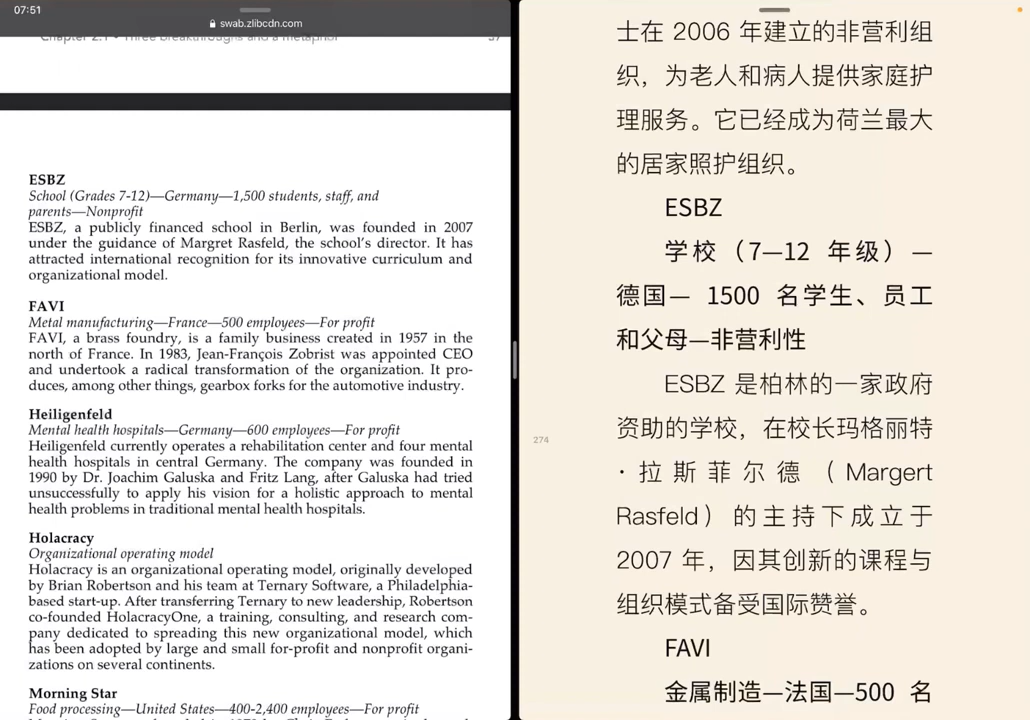 07:51
swab.zlibcdn.com
Chapter 2.1 • Three breakthroughs and a metaphor 57
ESBZ
School (Grades 7-12)—Germany—1,500 students, staff, and
parents—Nonprofit
ESBZ, a publicly financed school in Berlin, was founded in 2007
under the guidance of Margret Rasfeld, the school’s director. It has
attracted international recognition for its innovative curriculum and
organizational model.
FAVI
Metal manufacturing—France—500 employees—For profit
FAVI, a brass foundry, is a family business created in 1957 in the
north of France. In 1983, Jean-François Zobrist was appointed CEO
and undertook a radical transformation of the organization. It pro-
duces, among other things, gearbox forks for the automotive industry.
Heiligenfeld
Mental health hospitals—Germany—600 employees—For profit
Heiligenfeld currently operates a rehabilitation center and four mental
health hospitals in central Germany. The company was founded in
1990 by Dr. Joachim Galuska and Fritz Lang, after Galuska had tried
unsuccessfully to apply his vision for a holistic approach to mental
health problems in traditional mental health hospitals.
Holacracy
Organizational operating model
Holacracy is an organizational operating model, originally developed
by Brian Robertson and his team at Ternary Software, a Philadelphia-
based start-up. After transferring Ternary to new leadership, Robertson
co-founded HolacracyOne, a training, consulting, and research com-
pany dedicated to spreading this new organizational model, which
has been adopted by large and small for-profit and nonprofit organi-
zations on several continents.
Morning Star
Food processing—United States—400-2,400 employees—For profit
士在 2006 年建立的非营利组
织，为老人和病人提供家庭护
理服务。它已经成为荷兰最大
的居家照护组织。
ESBZ
学校（7—12 年级）—
德国— 1500 名学生、员工
和父母—非营利性
ESBZ 是柏林的一家政府
资助的学校，在校长玛格丽特
·拉斯菲尔德（Margert
Rasfeld）的主持下成立于
2007 年，因其创新的课程与
组织模式备受国际赞誉。
FAVI
金属制造—法国—500 名
274